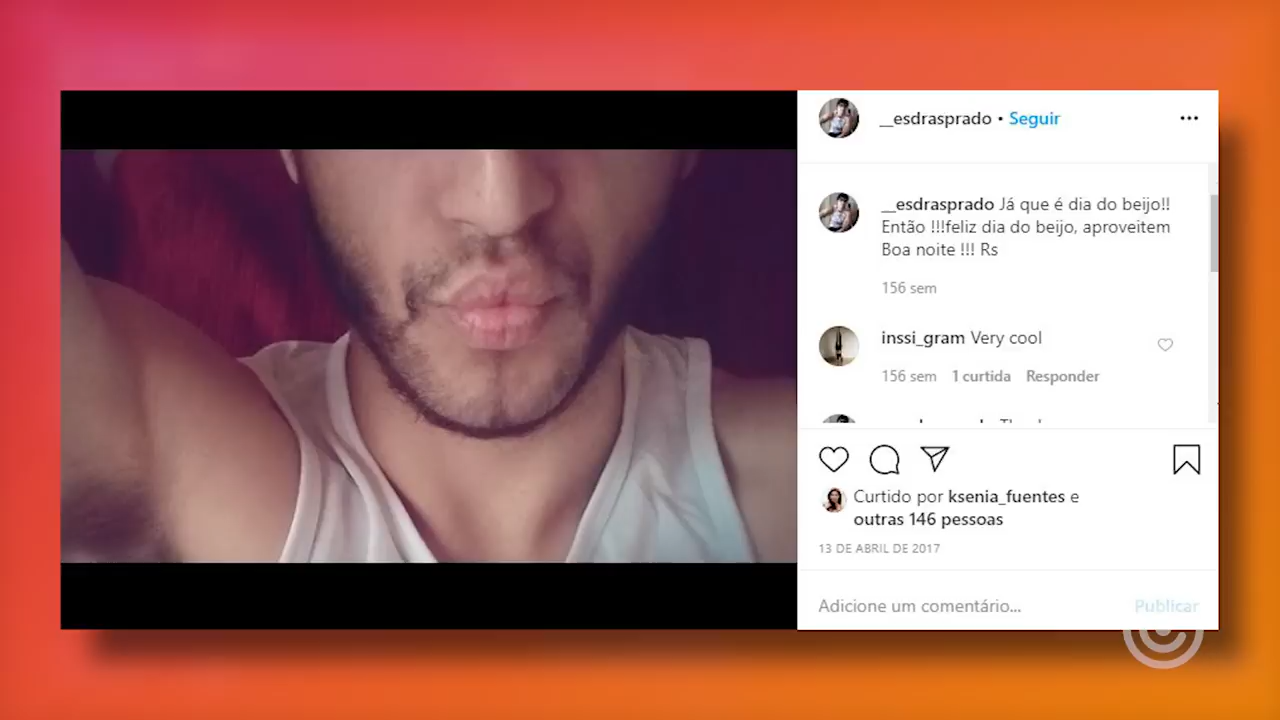 __esdrasprado • Seguir
__esdrasprado Já que é dia do beijo!!
Então !!!feliz dia do beijo, aproveitem
Boa noite !!! Rs
156 sem
inssi_gram Very cool
156 sem 1 curtida Responder
Curtido por ksenia_fuentes e
outras 146 pessoas
13 DE ABRIL DE 2017
Adicione um comentário...
Publicar